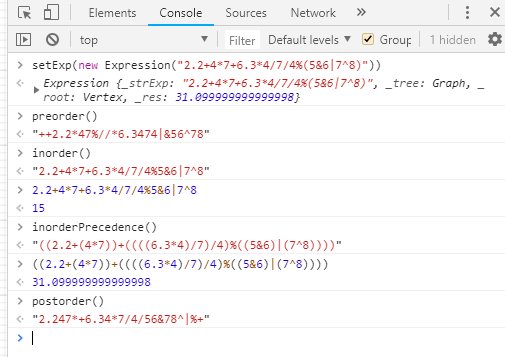 Elements Console Sources Network »
top Filter Default levels ▼ Group 1 hidden
> setExp(new Expression("2.2+4*7+6.3*4/7/4%(5&6|7^8)"))
Expression {_strExp: "2.2+4*7+6.3*4/7/4%(5&6|7^8)", _tree: Graph, _
root: Vertex, _res: 31.099999999999998}
> preorder()
"++2.2*47%//*6.3474|&56^78"
> inorder()
"2.2+4*7+6.3*4/7/4%5&6|7^8"
> 2.2+4*7+6.3*4/7/4%5&6|7^8
15
> inorderPrecedence()
"((2.2+(4*7))+((((6.3*4)/7)/4)%((5&6)|(7^8))))"
> ((2.2+(4*7))+((((6.3*4)/7)/4)%((5&6)|(7^8))))
31.099999999999998
> postorder()
"2.247*+6.34*7/4/56&78^|%+"
>